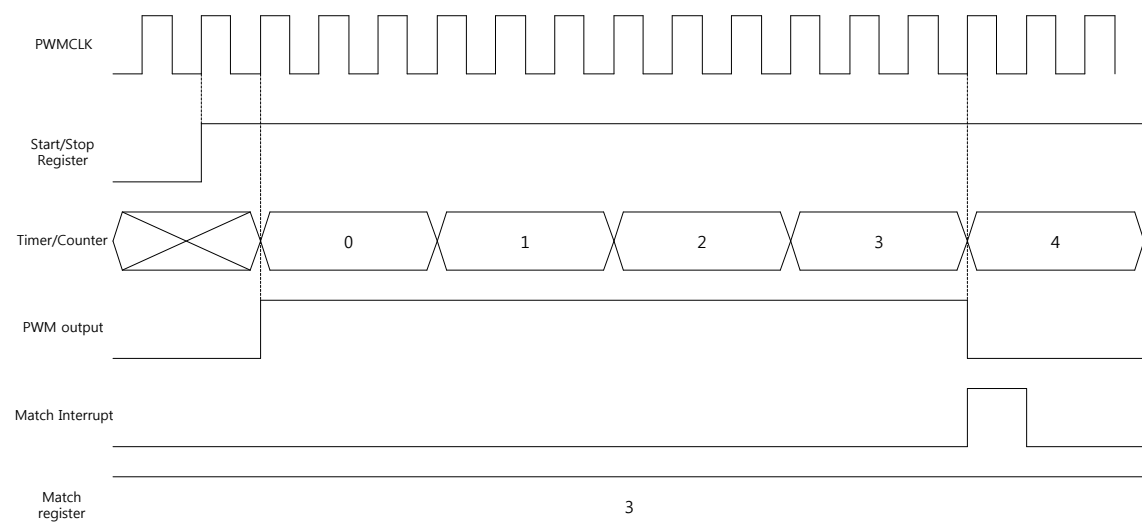 PWMCLK
Start/Stop
Register
Timer/Counter
0
1
2
3
4
PWM output
Match Interrupt
Match
register
3